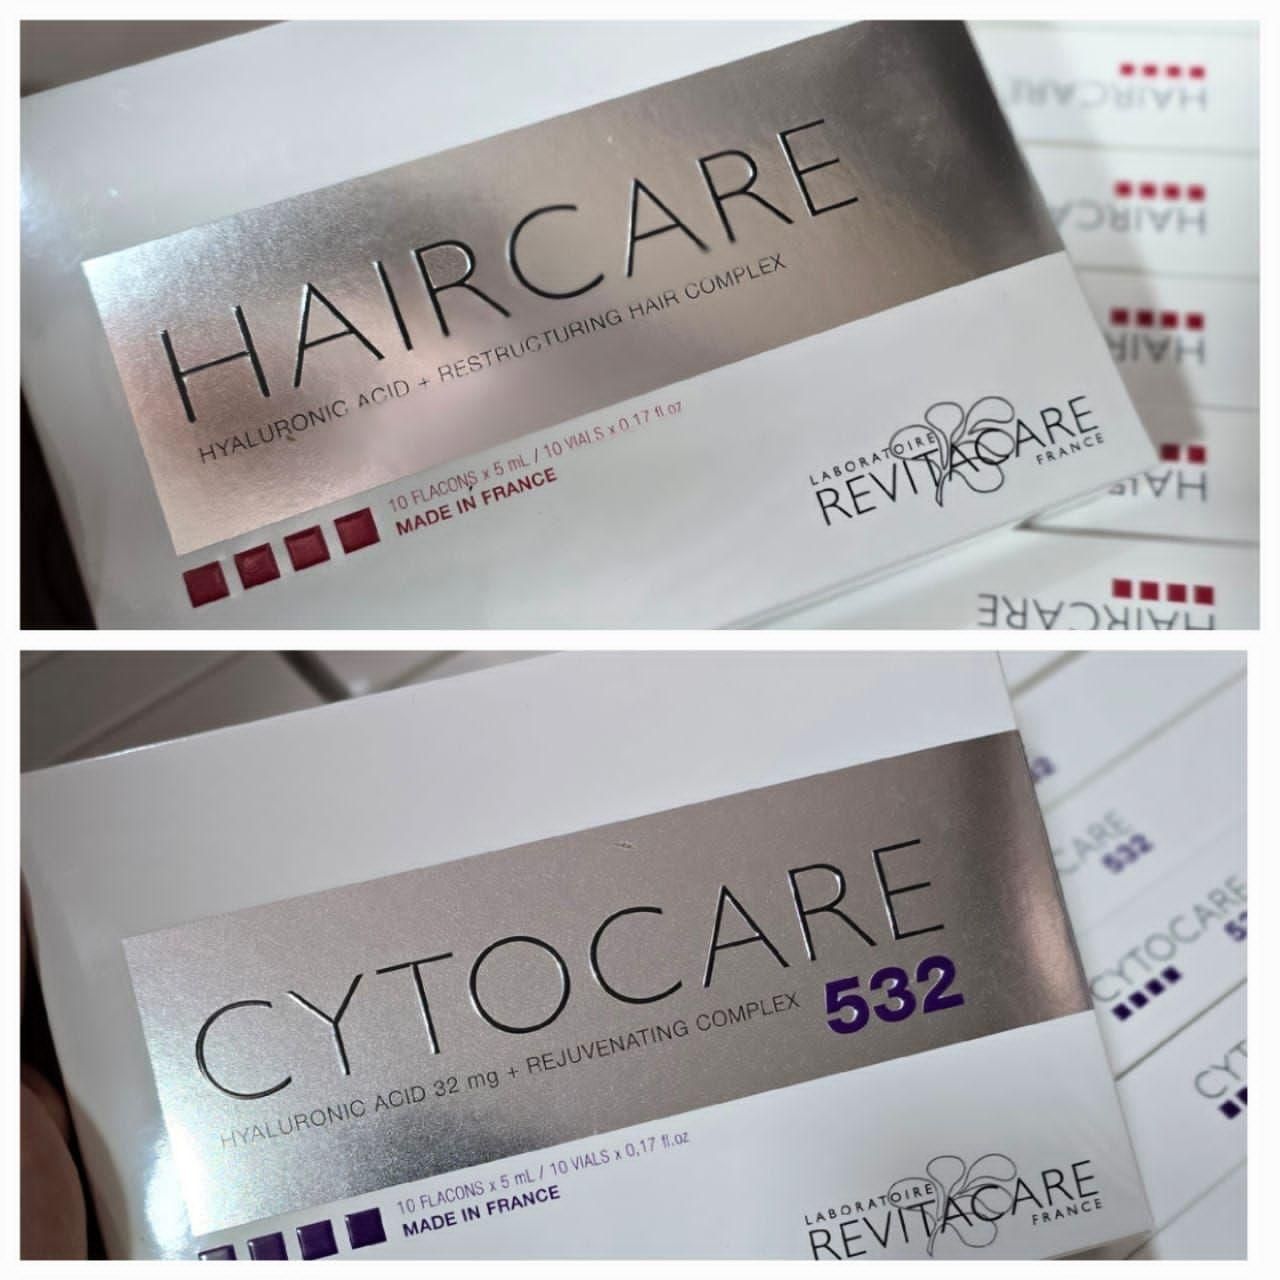 HAIRCARE
HYALURONIC ACID + RESTRUCTURING HAIR COMPLEX
10 FLACONS x 5 mL / 10 VIALS x 0.17 fl oz
MADE IN FRANCE
LABORATOIRE
REVITACARE
FRANCE
HAIRCARE
HAIRCARE
CYTOCARE
532
HYALURONIC ACID 32 mg + REJUVENATING COMPLEX
10 FLACONS x 5 mL / 10 VIALS x 0,17 fl.oz
MADE IN FRANCE
LABORATOIRE
REVITACARE
FRANCE
532
CYTOCARE